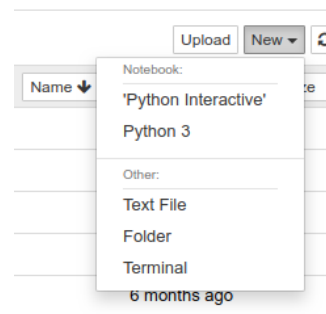 Upload New
Notebook:
Name
'Python Interactive'
Python 3
Other:
Text File
Folder
Terminal
6 months ago